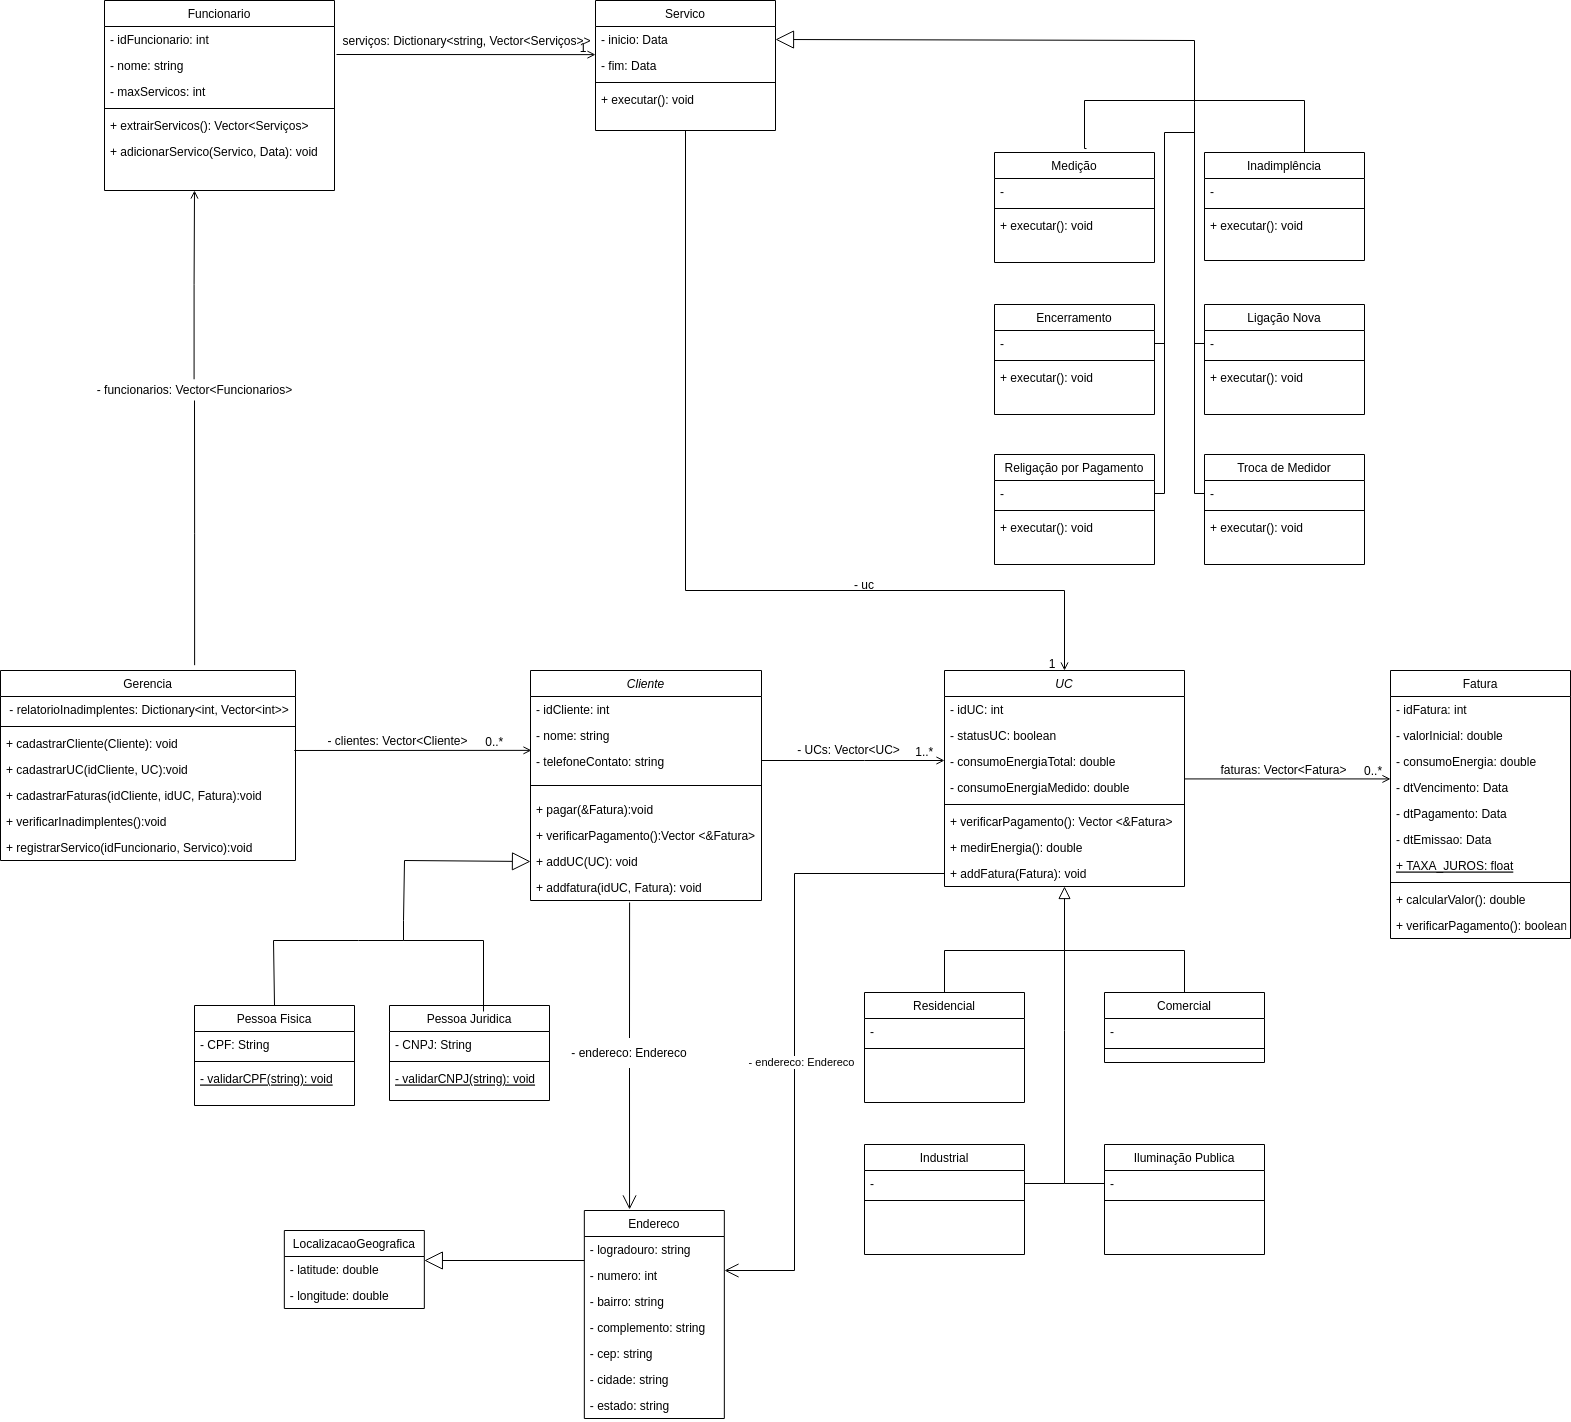 Funcionario
- idFuncionario: int
- nome: string
- maxServicos: int
+ extrairServicos(): Vector<Serviços>
+ adicionarServico(Servico, Data): void
serviços: Dictionary<string, Vector<Serviços>>
1
Servico
- inicio: Data
- fim: Data
+ executar(): void
Medição
-
+ executar(): void
Inadimplência
-
+ executar(): void
Encerramento
-
+ executar(): void
Ligação Nova
-
+ executar(): void
Religação por Pagamento
-
+ executar(): void
Troca de Medidor
-
+ executar(): void
- funcionarios: Vector<Funcionarios>
- uc
1
Gerencia
- relatorioInadimplentes: Dictionary<int, Vector<int>>
+ cadastrarCliente(Cliente): void
+ cadastrarUC(idCliente, UC):void
+ cadastrarFaturas(idCliente, idUC, Fatura):void
+ verificarInadimplentes():void
+ registrarServico(idFuncionario, Servico):void
- clientes: Vector<Cliente>
0..*
Cliente
- idCliente: int
- nome: string
- telefoneContato: string
+ pagar(&Fatura):void
+ verificarPagamento():Vector <&Fatura>
+ addUC(UC): void
+ addfatura(idUC, Fatura): void
- UCs: Vector<UC>
1..*
UC
- idUC: int
- statusUC: boolean
- consumoEnergiaTotal: double
- consumoEnergiaMedido: double
+ verificarPagamento(): Vector <&Fatura>
+ medirEnergia(): double
+ addFatura(Fatura): void
faturas: Vector<Fatura>
0..*
Fatura
- idFatura: int
- valorInicial: double
- consumoEnergia: double
- dtVencimento: Data
- dtPagamento: Data
- dtEmissao: Data
+ TAXA_JUROS: float
+ calcularValor(): double
+ verificarPagamento(): boolean
Pessoa Fisica
- CPF: String
- validarCPF(string): void
Pessoa Juridica
- CNPJ: String
- validarCNPJ(string): void
- endereco: Endereco
- endereco: Endereco
Residencial
-
Comercial
-
Industrial
-
Iluminação Publica
-
LocalizacaoGeografica
- latitude: double
- longitude: double
Endereco
- logradouro: string
- numero: int
- bairro: string
- complemento: string
- cep: string
- cidade: string
- estado: string